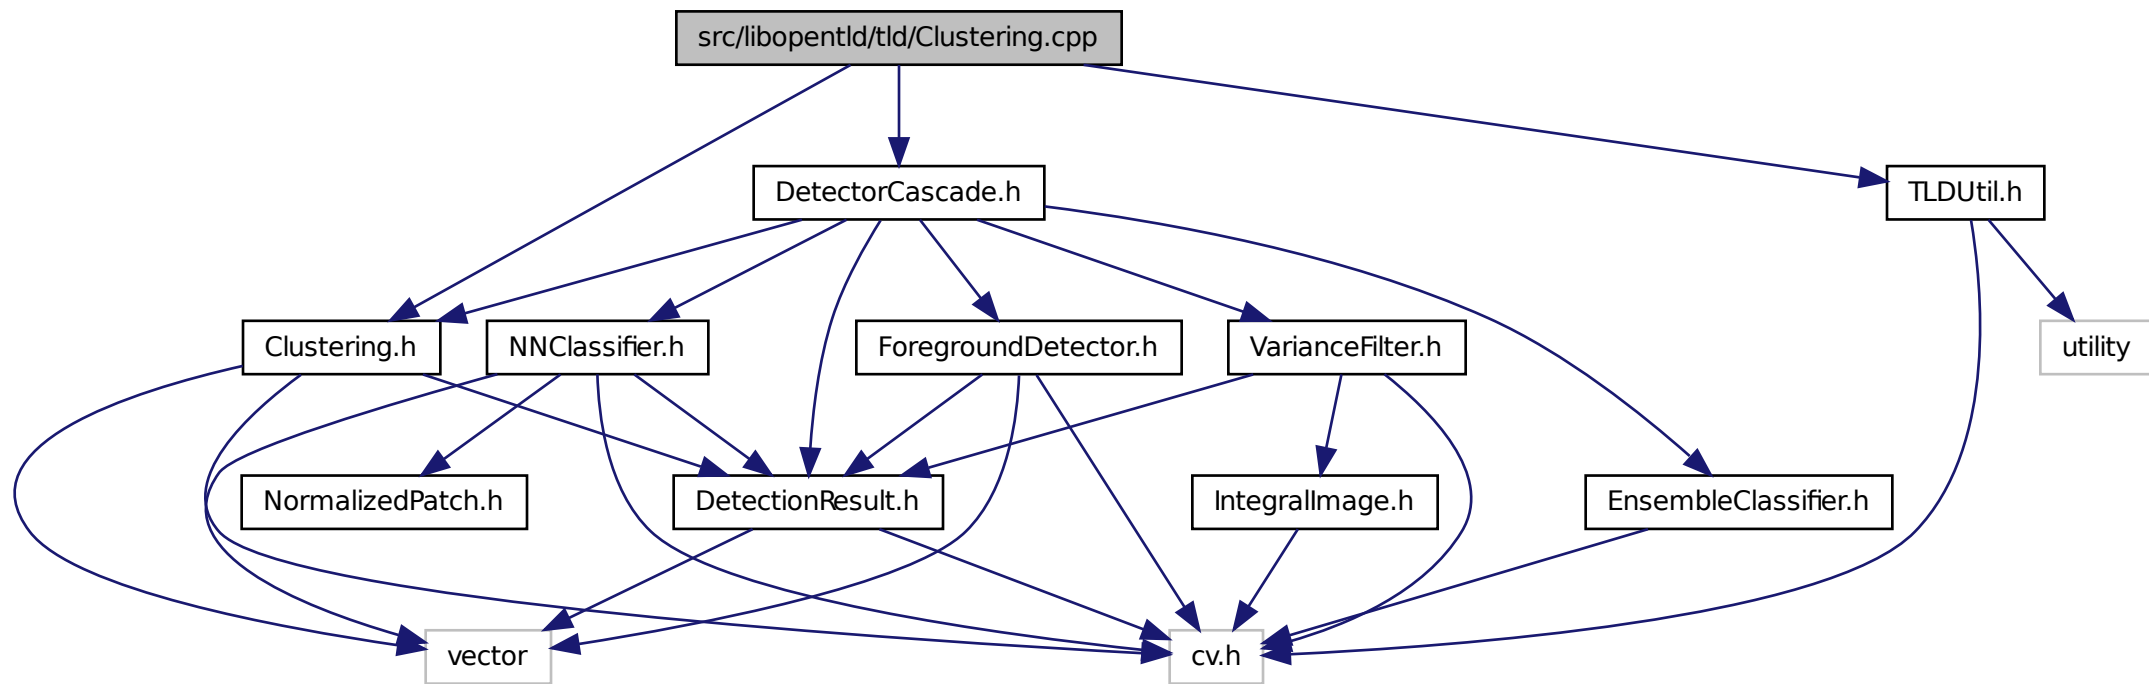 src/libopentld/tld/Clustering.cpp
DetectorCascade.h
TLDUtil.h
Clustering.h
NNClassifier.h
ForegroundDetector.h
VarianceFilter.h
utility
NormalizedPatch.h
DetectionResult.h
IntegralImage.h
EnsembleClassifier.h
vector
cv.h